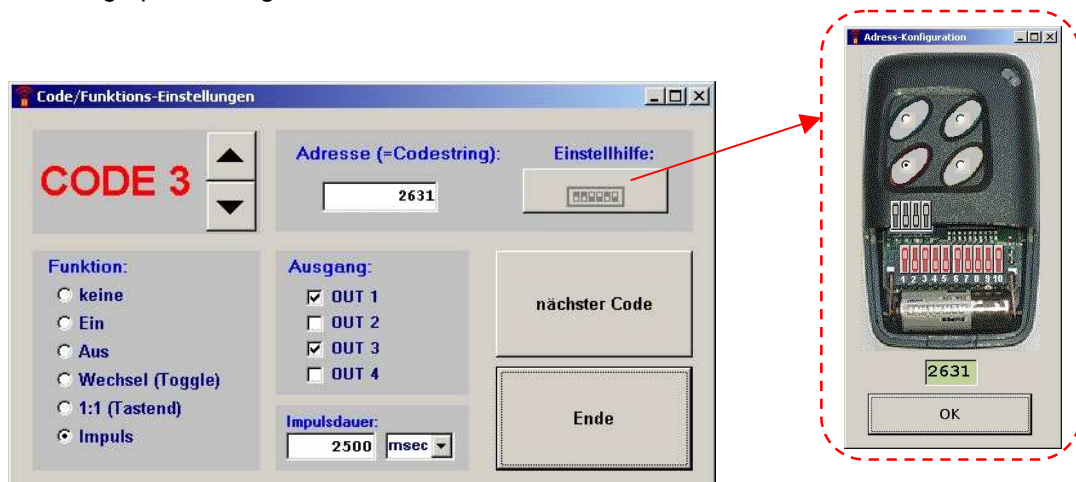 Adress-Konfiguration
Code/Funktions-Einstellungen
CODE 3
Adresse (=Codestring):
Einstellhilfe:
2631
Funktion:
keine
Ein
Aus
Wechsel (Toggle)
1:1 (Tastend)
Impuls
Ausgang:
OUT 1
OUT 2
OUT 3
OUT 4
Impulsdauer:
2500 msec
nächster Code
Ende
1 2 3 4 5 6 7 8 9 10
2631
OK